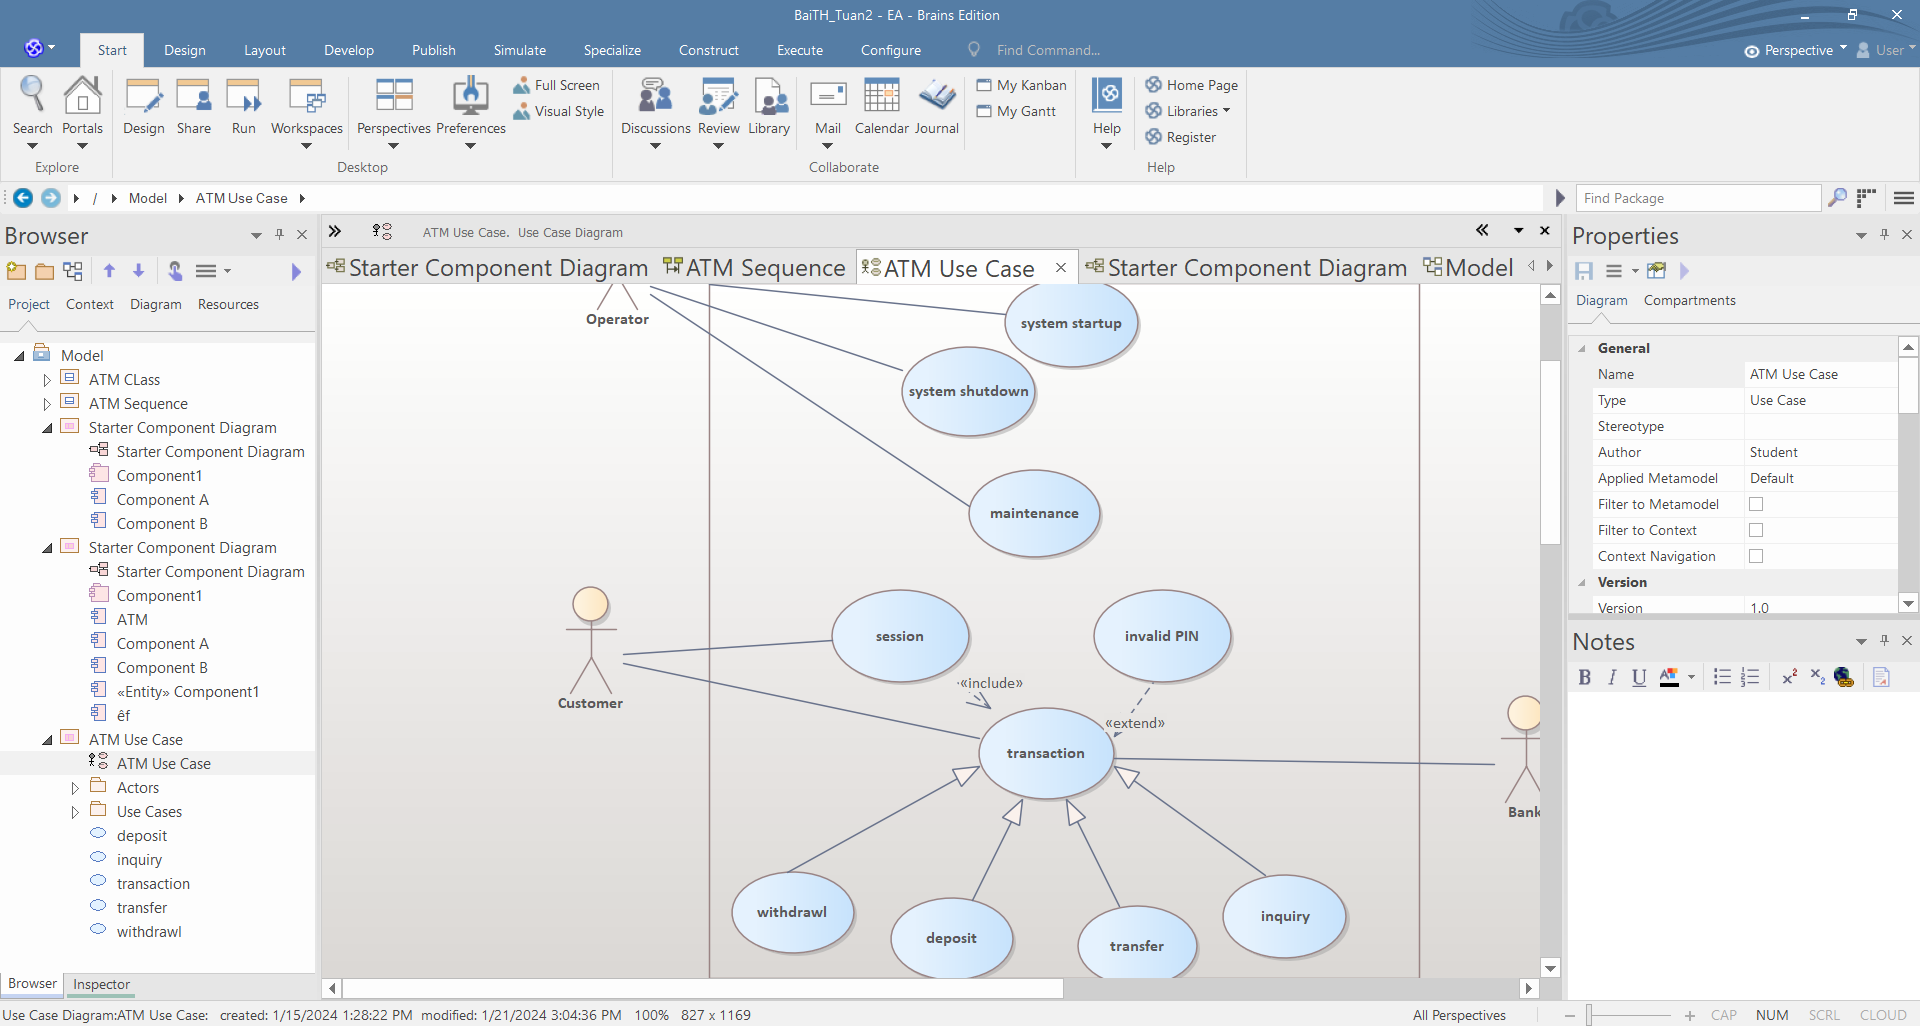 BaiTH_Tuan2 - EA - Brains Edition
Start Design Layout Develop Publish Simulate Specialize Construct Execute Configure Find Command... Perspective User
Search Portals Design Share Run Workspaces Perspectives Preferences Full Screen Visual Style Discussions Review Library Mail Calendar Journal My Kanban My Gantt Help Home Page Libraries Register
Explore Desktop Collaborate Help
/ Model ATM Use Case Find Package
Browser
Project Context Diagram Resources
Model
ATM CLass
ATM Sequence
Starter Component Diagram
Starter Component Diagram
Component1
Component A
Component B
Starter Component Diagram
Starter Component Diagram
Component1
ATM
Component A
Component B
«Entity» Component1
êf
ATM Use Case
ATM Use Case
Actors
Use Cases
deposit
inquiry
transaction
transfer
withdrawl
Browser Inspector
ATM Use Case. Use Case Diagram
Starter Component Diagram ATM Sequence ATM Use Case Starter Component Diagram Model
Operator
system startup
system shutdown
maintenance
session
invalid PIN
Customer
«include»
«extend»
transaction
Bank
withdrawl
deposit
transfer
inquiry
Properties
Diagram Compartments
General
Name ATM Use Case
Type Use Case
Stereotype
Author Student
Applied Metamodel Default
Filter to Metamodel
Filter to Context
Context Navigation
Version
Version 1.0
Notes
B I U
Use Case Diagram:ATM Use Case: created: 1/15/2024 1:28:22 PM modified: 1/21/2024 3:04:36 PM 100% 827 x 1169 All Perspectives CAP NUM SCRL CLOUD